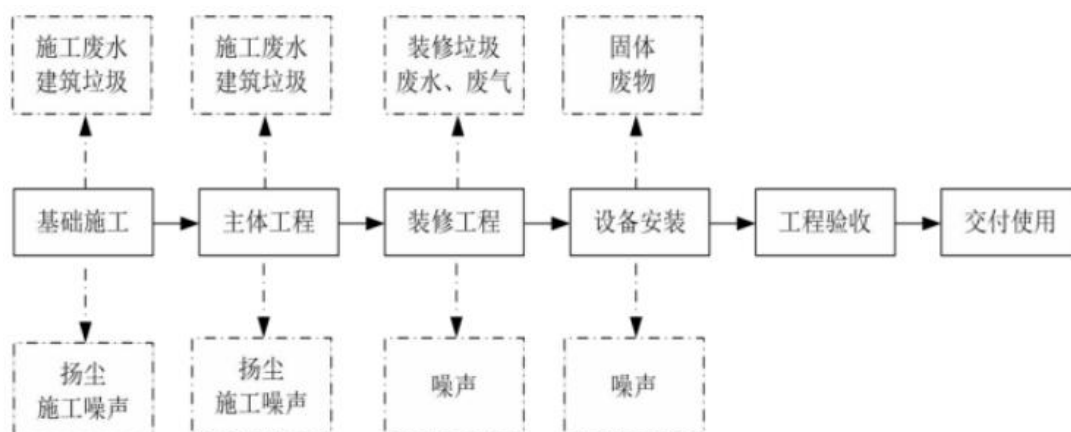 施工废水
建筑垃圾
施工废水
建筑垃圾
装修垃圾
废水、废气
固体
废物
基础施工
主体工程
装修工程
设备安装
工程验收
交付使用
扬尘
施工噪声
扬尘
施工噪声
噪声
噪声